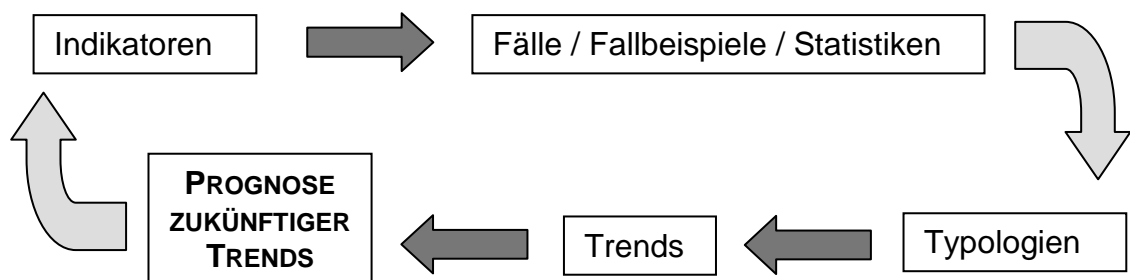 Indikatoren
Fälle / Fallbeispiele / Statistiken
PROGNOSE
ZUKÜNFTIGER
TRENDS
Trends
Typologien